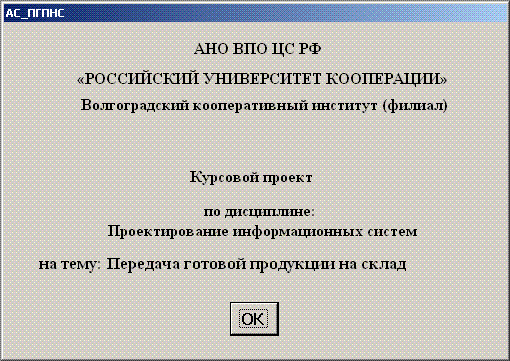 АС_ПГПНС
АНО ВПО ЦС РФ
«РОССИЙСКИЙ УНИВЕРСИТЕТ КООПЕРАЦИИ»
Волгоградский кооперативный институт (филиал)
Курсовой проект
по дисциплине:
Проектирование информационных систем
на тему: Передача готовой продукции на склад
OK